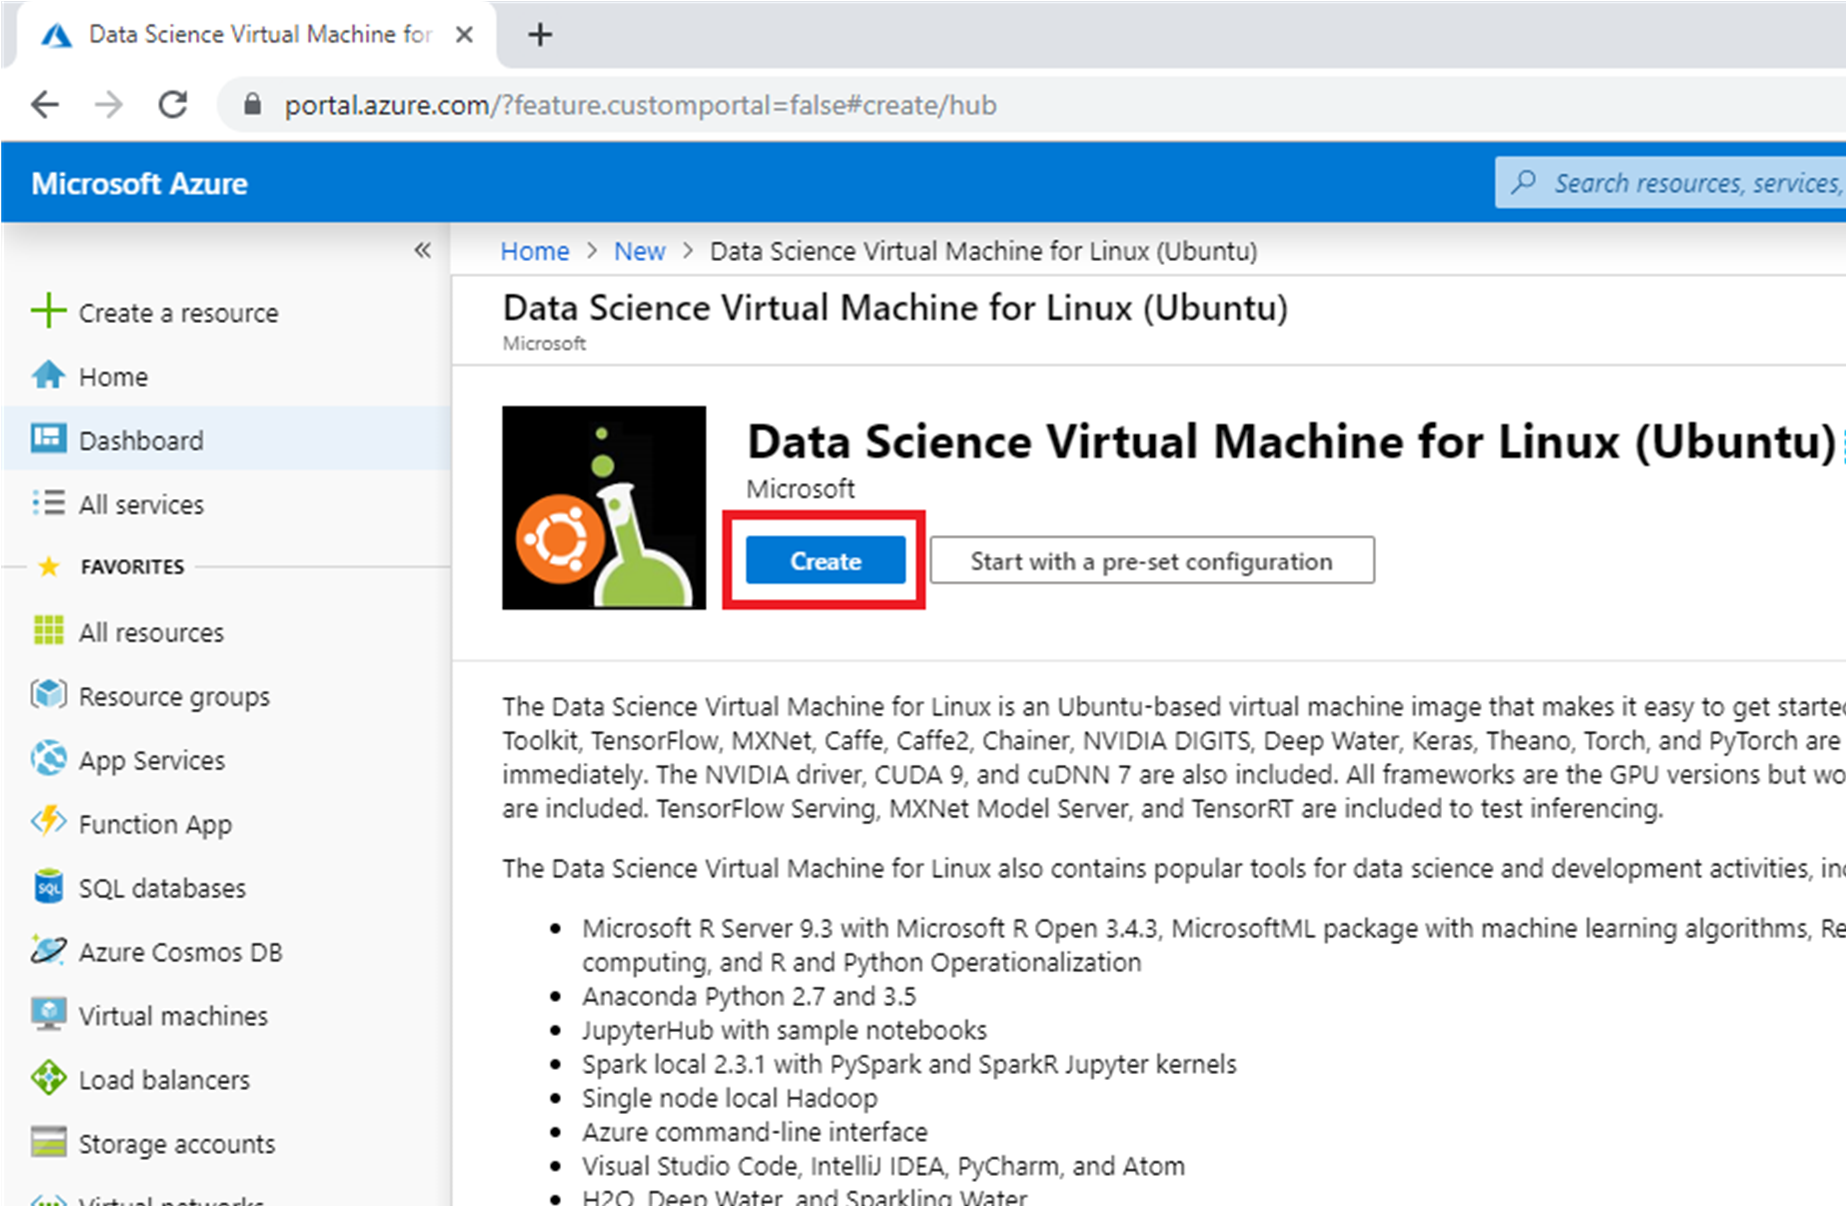 Data Science Virtual Machine for
portal.azure.com/?feature.customportal=false#create/hub
Microsoft Azure
Search resources, services,
Home > New > Data Science Virtual Machine for Linux (Ubuntu)
Data Science Virtual Machine for Linux (Ubuntu)
Microsoft
Create a resource
Home
Dashboard
All services
FAVORITES
All resources
Resource groups
App Services
Function App
SQL databases
Azure Cosmos DB
Virtual machines
Load balancers
Storage accounts
Virtual networks
Data Science Virtual Machine for Linux (Ubuntu)
Microsoft
Create
Start with a pre-set configuration
The Data Science Virtual Machine for Linux is an Ubuntu-based virtual machine image that makes it easy to get started
Toolkit, TensorFlow, MXNet, Caffe, Caffe2, Chainer, NVIDIA DIGITS, Deep Water, Keras, Theano, Torch, and PyTorch are
immediately. The NVIDIA driver, CUDA 9, and cuDNN 7 are also included. All frameworks are the GPU versions but
are included. TensorFlow Serving, MXNet Model Server, and TensorRT are included to test inferencing.
The Data Science Virtual Machine for Linux also contains popular tools for data science and development activities,
• Microsoft R Server 9.3 with Microsoft R Open 3.4.3, MicrosoftML package with machine learning algorithms,
computing, and R and Python Operationalization
• Anaconda Python 2.7 and 3.5
• JupyterHub with sample notebooks
• Spark local 2.3.1 with PySpark and SparkR Jupyter kernels
• Single node local Hadoop
• Azure command-line interface
• Visual Studio Code, IntelliJ IDEA, PyCharm, and Atom
• H2O, Deep Water, and Sparkling Water